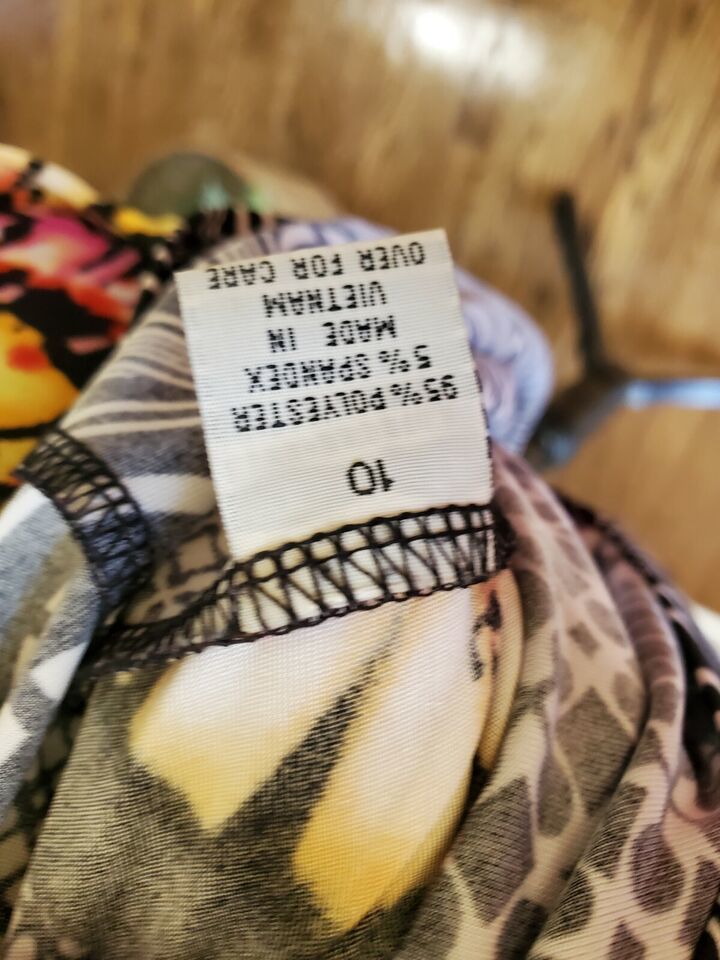 10
95% POLYESTER
5% SPANDEX
MADE IN
VIETNAM
OVER FOR CARE